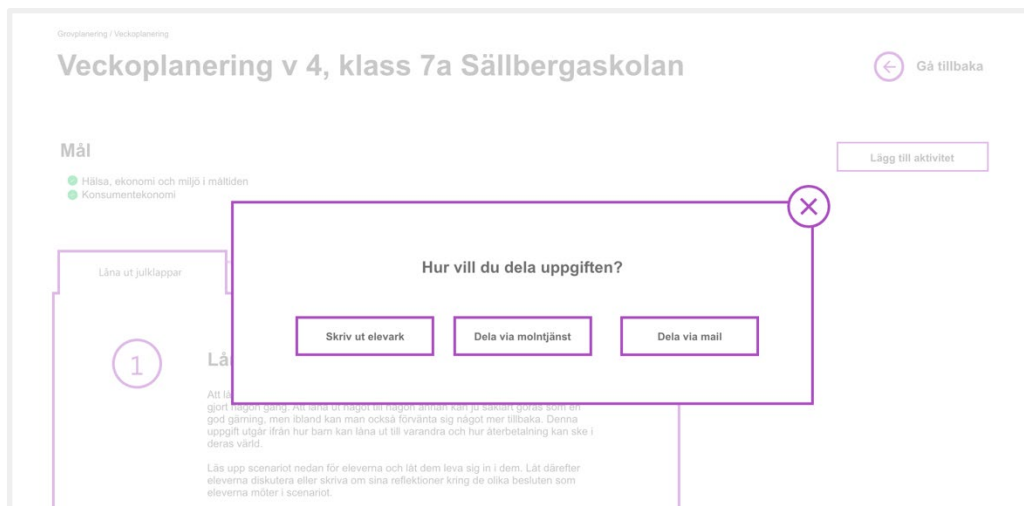 Grovplanering / Veckoplanering
Veckoplanering v 4, klass 7a Sällbergaskolan
Gå tillbaka
Mål
Lägg till aktivitet
Hälsa, ekonomi och miljö i måltiden
Konsumentekonomi
Hur vill du dela uppgiften?
Låna ut julklappar
Skriv ut elevark
Dela via molntjänst
Dela via mail
1
Lå
Att lå
gjort någon gång. Att låna ut något till någon annan kan ju såklart göras som en
god gärning, men ibland kan man också förvänta sig något mer tillbaka. Denna
uppgift utgår ifrån hur barn kan låna ut till varandra och hur återbetalning kan ske i
deras värld.
Läs upp scenariot nedan för eleverna och låt dem leva sig in i dem. Låt därefter
eleverna diskutera eller skriva om sina reflektioner kring de olika besluten som
eleverna möter i scenariot.